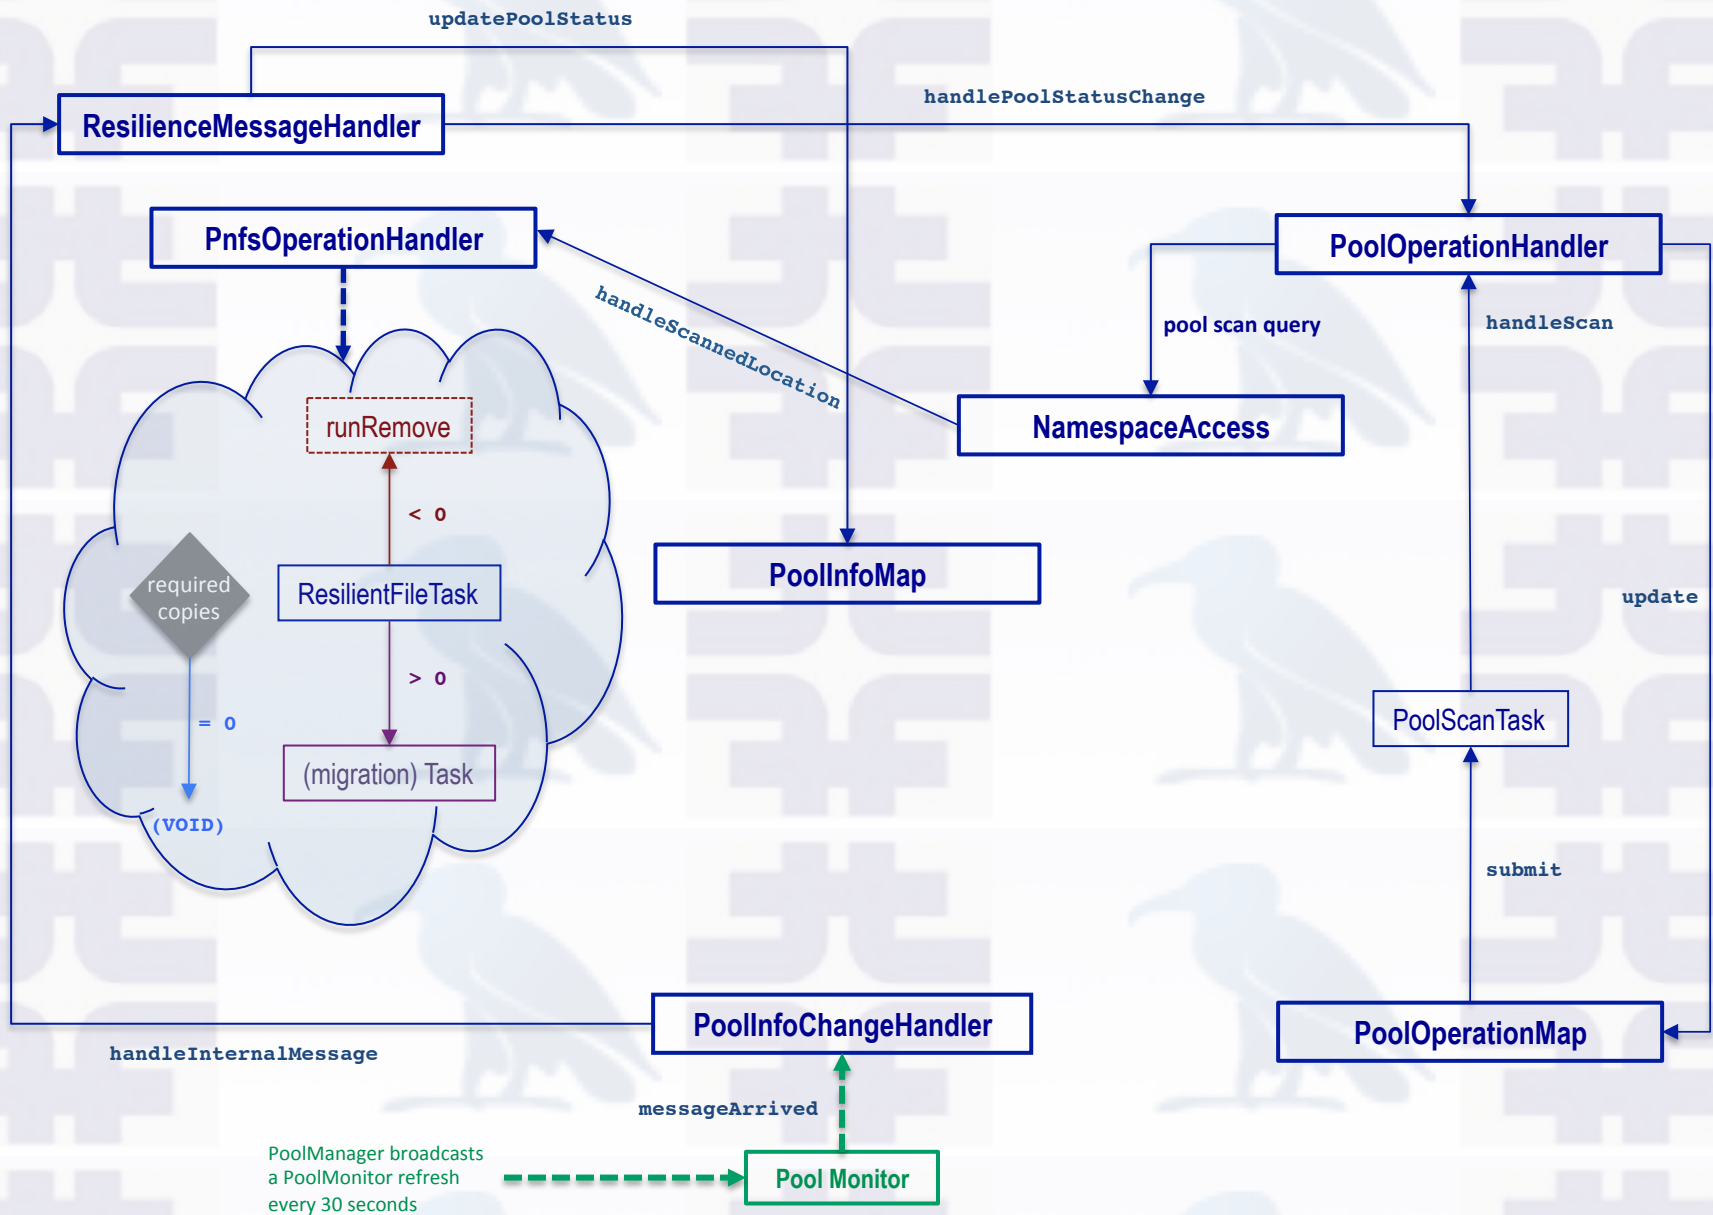 updatePoolStatus
handlePoolStatusChange
ResilienceMessageHandler
PnfsOperationHandler
PoolOperationHandler
handleScannedLocation
pool scan query
handleScan
runRemove
NamespaceAccess
< 0
required
copies
ResilientFileTask
PoolInfoMap
update
> 0
= 0
PoolScanTask
(migration) Task
(VOID)
submit
PoolInfoChangeHandler
PoolOperationMap
handleInternalMessage
messageArrived
PoolManager broadcasts
a PoolMonitor refresh
every 30 seconds
Pool Monitor